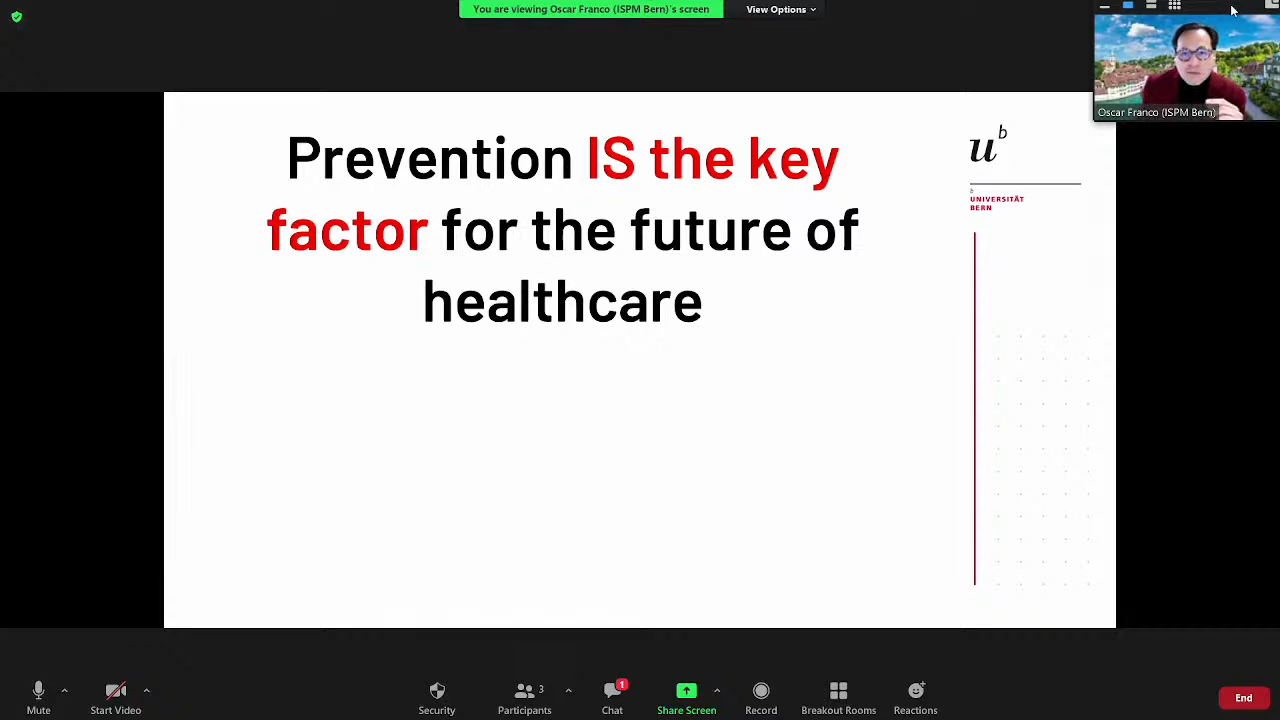 You are viewing Oscar Franco (ISPM Bern)'s screen
View Options
Oscar Franco (ISPM Bern)
Prevention IS the key
factor for the future of
healthcare
u^b
b
UNIVERSITÄT
BERN
Mute
Start Video
Security
Participants
3
Chat
1
Share Screen
Record
Breakout Rooms
Reactions
End